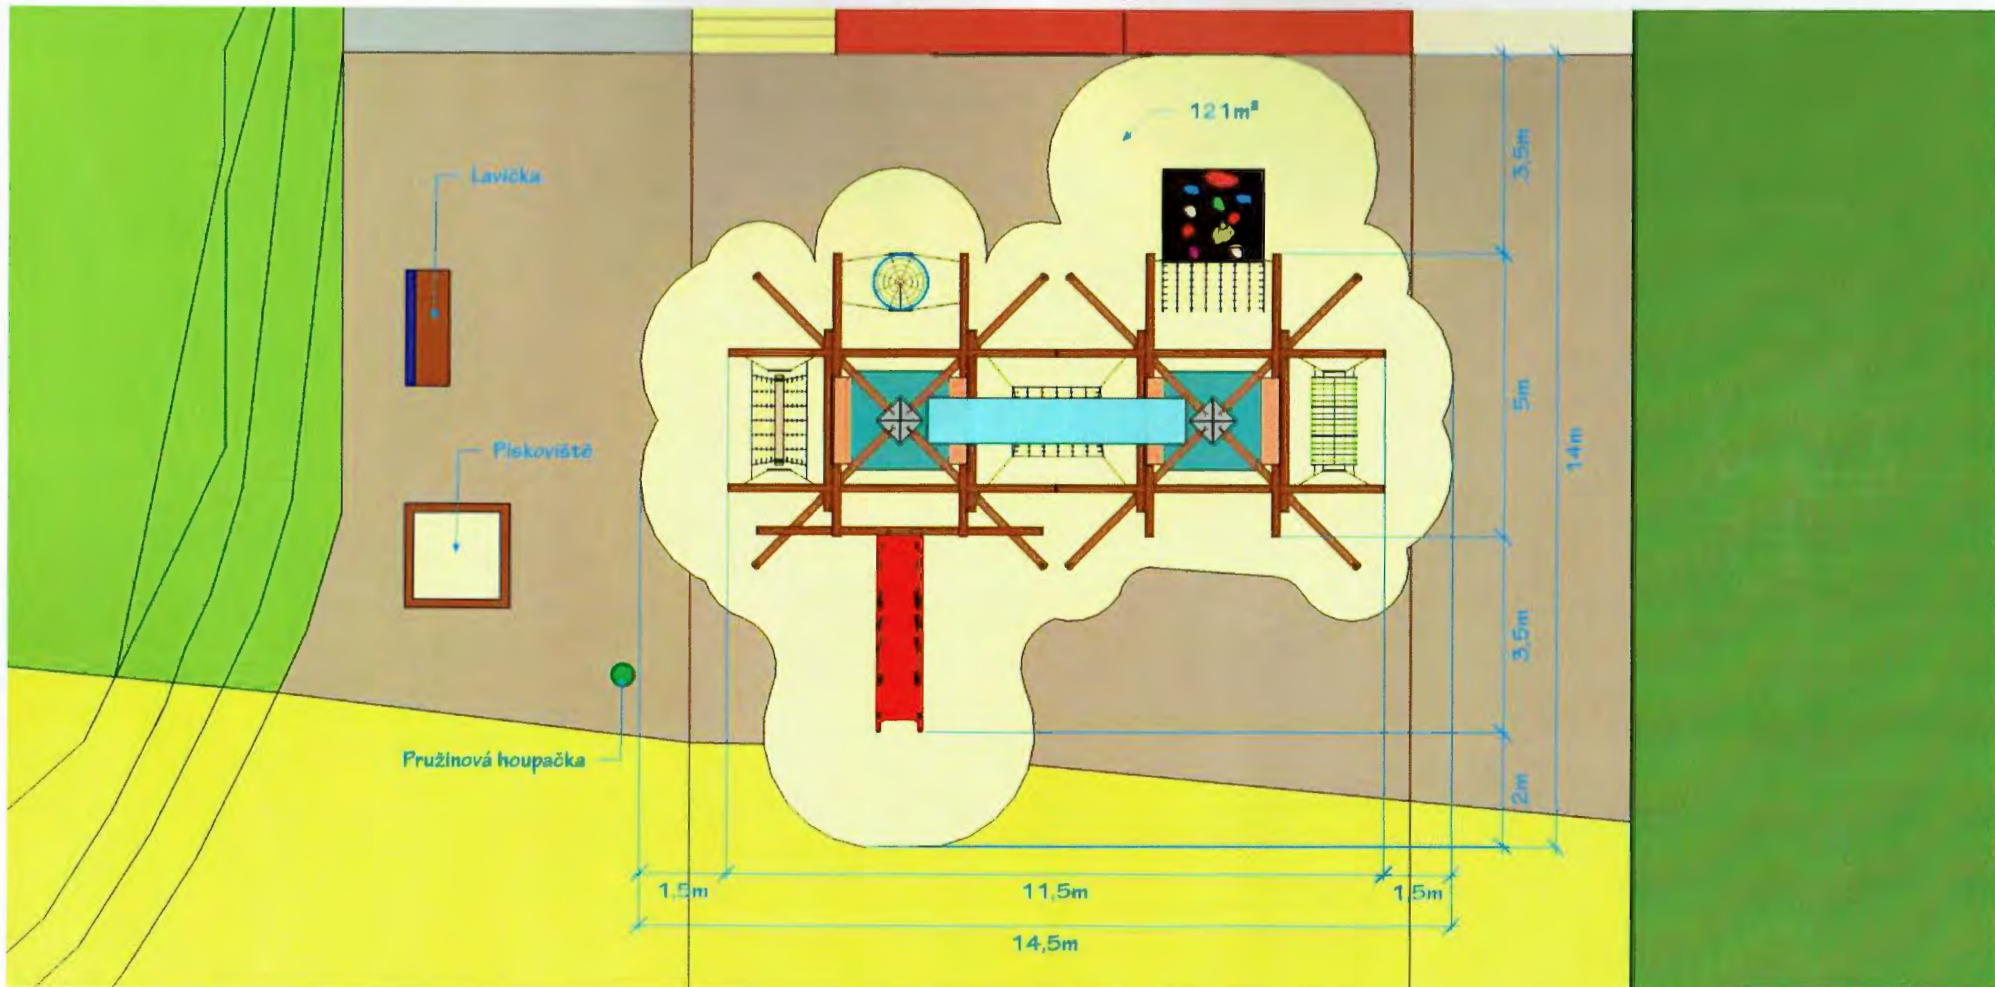 121m²
Lavička
3,5m
5m
14m
Pískoviště
3,5m
Pružinová houpačka
2m
1,5m
11,5m
1,5m
14,5m